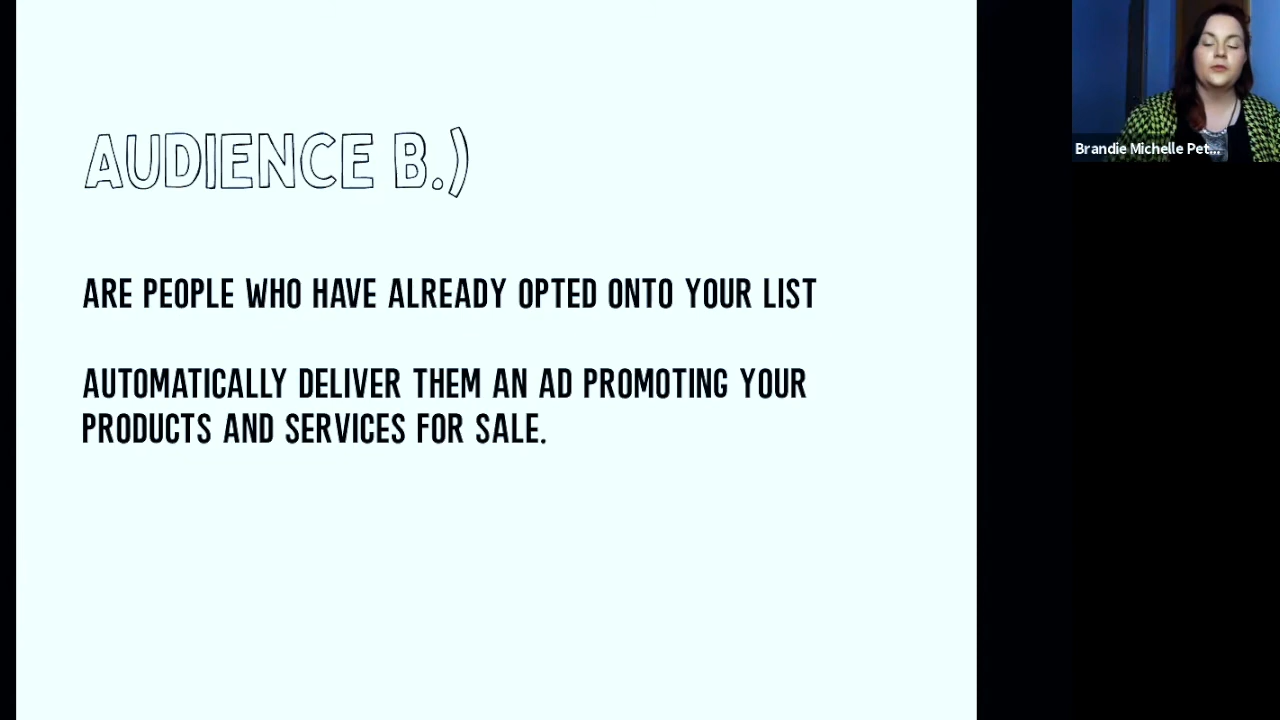 AUDIENCE B.)
ARE PEOPLE WHO HAVE ALREADY OPTED ONTO YOUR LIST
AUTOMATICALLY DELIVER THEM AN AD PROMOTING YOUR
PRODUCTS AND SERVICES FOR SALE.
Brandie Michelle Pet...